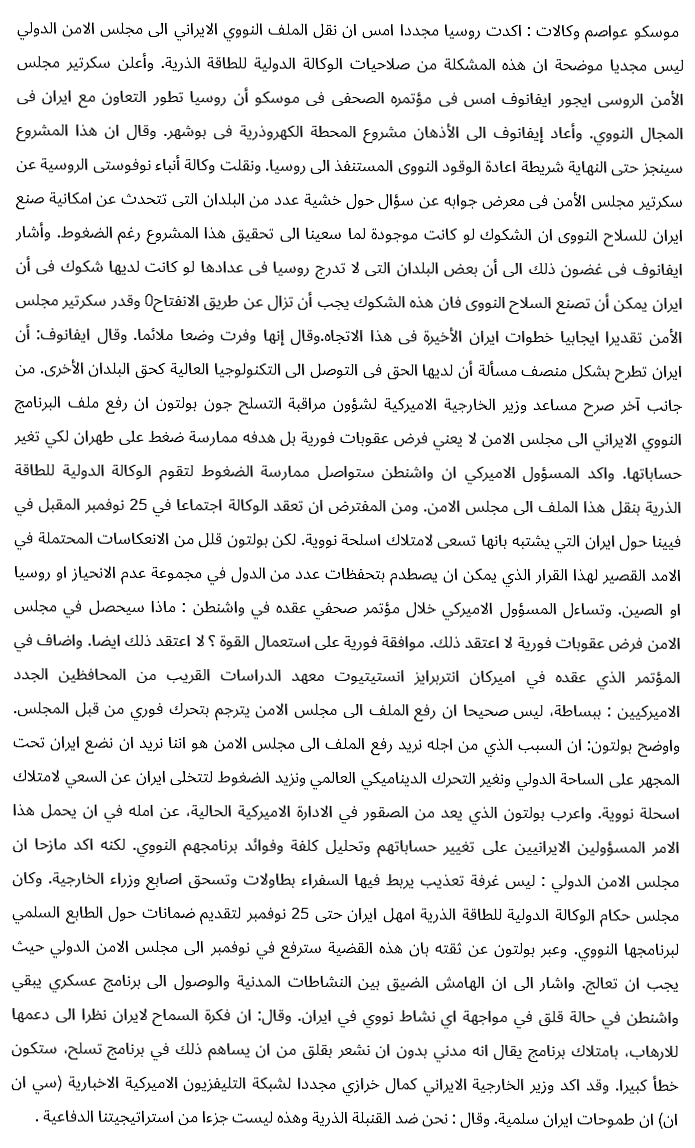 موسكو عواصم وكالات : اكدت روسيا مجددا امس ان نقل الملف النووي الايراني الى مجلس الامن الدولي
ليس مجديا موضحة ان هذه المشكلة من صلاحيات الوكالة الدولية للطاقة الذرية. وأعلن سكرتير مجلس
الأمن الروسى ايجور ايفانوف امس فى مؤتمره الصحفى فى موسكو أن روسيا تطور التعاون مع ايران فى
المجال النووي. وأعاد إيفانوف الى الأذهان مشروع المحطة الكهروذرية فى بوشهر. وقال ان هذا المشروع
سينجز حتى النهاية شريطة اعادة الوقود النووى المستنفذ الى روسيا. ونقلت وكالة أنباء نوفوستى الروسية عن
سكرتير مجلس الأمن فى معرض جوابه عن سؤال حول خشية عدد من البلدان التى تتحدث عن امكانية صنع
ايران للسلاح النووى ان الشكوك لو كانت موجودة لما سعينا الى تحقيق هذا المشروع رغم الضغوط. وأشار
ايفانوف فى غضون ذلك الى أن بعض البلدان التى لا تدرج روسيا فى عدادها لو كانت لديها شكوك فى أن
ايران يمكن أن تصنع السلاح النووى فان هذه الشكوك يجب أن تزال عن طريق الانفتاح0 وقدر سكرتير مجلس
الأمن تقديرا ايجابيا خطوات ايران الأخيرة فى هذا الاتجاه.وقال إنها وفرت وضعا ملائما. وقال ايفانوف: أن
ايران تطرح بشكل منصف مسألة أن لديها الحق فى التوصل الى التكنولوجيا العالية كحق البلدان الأخرى. من
جانب آخر صرح مساعد وزير الخارجية الاميركية لشؤون مراقبة التسلح جون بولتون ان رفع ملف البرنامج
النووي الايراني الى مجلس الامن لا يعني فرض عقوبات فورية بل هدفه ممارسة ضغط على طهران لكي تغير
حساباتها. واكد المسؤول الاميركي ان واشنطن ستواصل ممارسة الضغوط لتقوم الوكالة الدولية للطاقة
الذرية بنقل هذا الملف الى مجلس الامن. ومن المفترض ان تعقد الوكالة اجتماعا في 25 نوفمبر المقبل في
فيينا حول ايران التي يشتبه بانها تسعى لامتلاك اسلحة نووية. لكن بولتون قلل من الانعكاسات المحتملة في
الامد القصير لهذا القرار الذي يمكن ان يصطدم بتحفظات عدد من الدول في مجموعة عدم الانحياز او روسيا
او الصين. وتساءل المسؤول الاميركي خلال مؤتمر صحفي عقده في واشنطن : ماذا سيحصل في مجلس
الامن فرض عقوبات فورية لا اعتقد ذلك. موافقة فورية على استعمال القوة ؟ لا اعتقد ذلك ايضا. واضاف في
المؤتمر الذي عقده في اميركان انتربرايز انستيتيوت معهد الدراسات القريب من المحافظين الجدد
الاميركيين : ببساطة، ليس صحيحا ان رفع الملف الى مجلس الامن يترجم بتحرك فوري من قبل المجلس.
واوضح بولتون: ان السبب الذي من اجله نريد رفع الملف الى مجلس الامن هو اننا نريد ان نضع ايران تحت
المجهر على الساحة الدولي ونغير التحرك الديناميكي العالمي ونزيد الضغوط لتتخلى ايران عن السعي لامتلاك
اسحلة نووية. واعرب بولتون الذي يعد من الصقور في الادارة الاميركية الحالية، عن امله في ان يحمل هذا
الامر المسؤولين الايرانيين على تغيير حساباتهم وتحليل كلفة وفوائد برنامجهم النووي. لكنه اكد مازحا ان
مجلس الامن الدولي : ليس غرفة تعذيب يربط فيها السفراء بطاولات وتسحق اصابع وزراء الخارجية. وكان
مجلس حكام الوكالة الدولية للطاقة الذرية امهل ايران حتى 25 نوفمبر لتقديم ضمانات حول الطابع السلمي
لبرنامجها النووي. وعبر بولتون عن ثقته بان هذه القضية سترفع في نوفمبر الى مجلس الامن الدولي حيث
يجب ان تعالج. واشار الى ان الهامش الضيق بين النشاطات المدنية والوصول الى برنامج عسكري يبقي
واشنطن في حالة قلق في مواجهة اي نشاط نووي في ايران. وقال: ان فكرة السماح لايران نظرا الى دعمها
للارهاب، بامتلاك برنامج يقال انه مدني بدون ان نشعر بقلق من ان يساهم ذلك في برنامج تسلح، ستكون
خطأ كبيرا. وقد اكد وزير الخارجية الايراني كمال خرازي مجددا لشبكة التليفزيون الاميركية الاخبارية (سي ان
ان) ان طموحات ايران سلمية. وقال : نحن ضد القنبلة الذرية وهذه ليست جزءا من استراتيجيتنا الدفاعية .